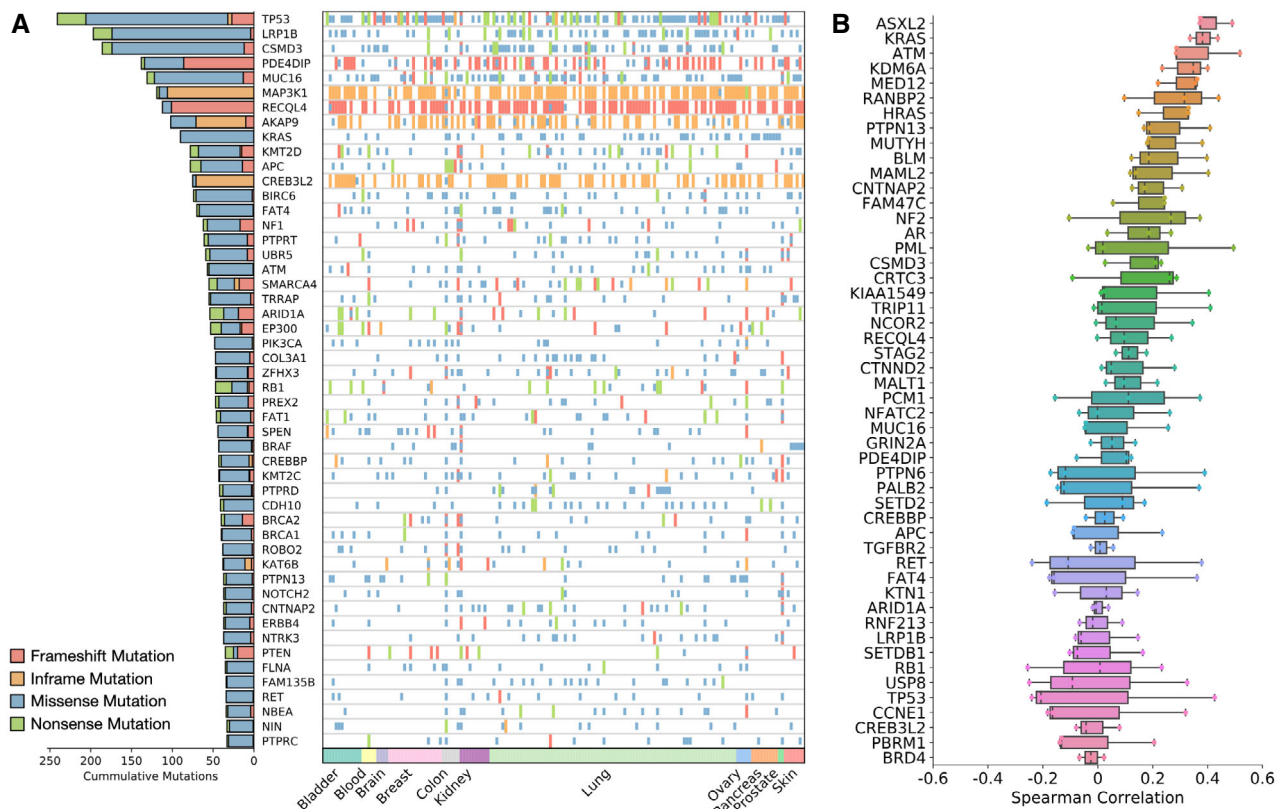 A
TP53
LRP1B
CSMD3
PDE4DIP
MUC16
MAP3K1
RECQL4
AKAP9
KRAS
KMT2D
APC
CREB3L2
BIRC6
FAT4
NF1
PTPRT
UBR5
ATM
SMARCA4
TRRAP
ARID1A
EP300
PIK3CA
COL3A1
ZFHX3
RB1
PREX2
FAT1
SPEN
BRAF
CREBBP
KMT2C
PTPRD
CDH10
BRCA2
BRCA1
ROBO2
KAT6B
PTPN13
NOTCH2
CNTNAP2
ERBB4
NTRK3
PTEN
FLNA
FAM135B
RET
NBEA
NIN
PTPRC
Frameshift Mutation
Inframe Mutation
Missense Mutation
Nonsense Mutation
250 200 150 100 50 0
Cummulative Mutations
Bladder Blood Brain Breast Colon Kidney Lung Ovary Pancreas Prostate Skin
B
ASXL2
KRAS
ATM
KDM6A
MED12
RANBP2
HRAS
PTPN13
MUTYH
BLM
MAML2
CNTNAP2
FAM47C
NF2
AR
PML
CSMD3
CRTC3
KIAA1549
TRIP11
NCOR2
RECQL4
STAG2
CTNND2
MALT1
PCM1
NFATC2
MUC16
GRIN2A
PDE4DIP
PTPN6
PALB2
SETD2
CREBBP
APC
TGFBR2
RET
FAT4
KTN1
ARID1A
RNF213
LRP1B
SETDB1
RB1
USP8
TP53
CCNE1
CREB3L2
PBRM1
BRD4
-0.6 -0.4 -0.2 0 0.2 0.4 0.6
Spearman Correlation